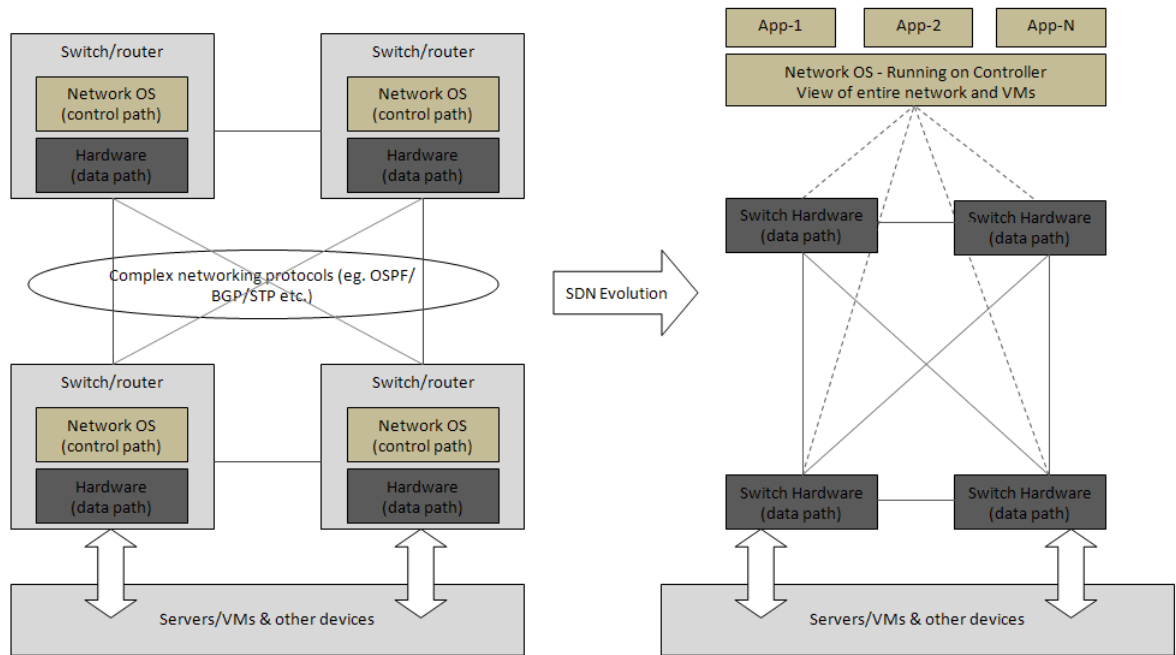 Switch/router
Network OS
(control path)
Hardware
(data path)
Switch/router
Network OS
(control path)
Hardware
(data path)
Complex networking protocols (eg. OSPF/
BGP/STP etc.)
Switch/router
Network OS
(control path)
Hardware
(data path)
Switch/router
Network OS
(control path)
Hardware
(data path)
Servers/VMs & other devices
SDN Evolution
App-1
App-2
App-N
Network OS - Running on Controller
View of entire network and VMs
Switch Hardware
(data path)
Switch Hardware
(data path)
Switch Hardware
(data path)
Switch Hardware
(data path)
Servers/VMs & other devices